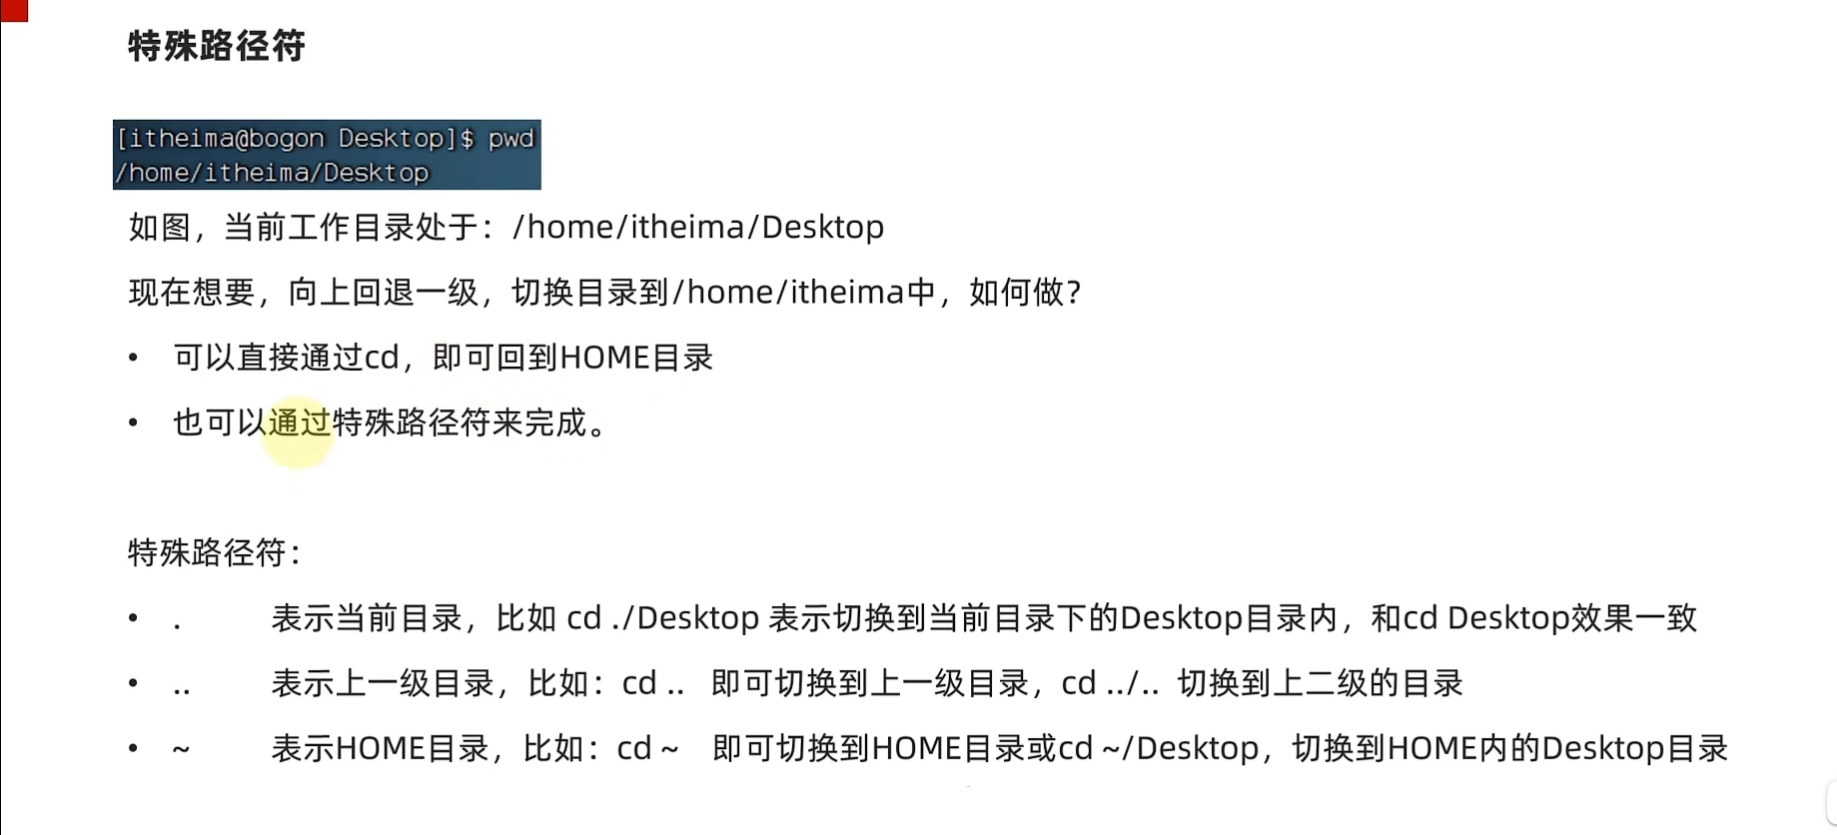 特殊路径符
[itheima@bogon Desktop]$ pwd
/home/itheima/Desktop
如图，当前工作目录处于：/home/itheima/Desktop
现在想要，向上回退一级，切换目录到/home/itheima中，如何做？
• 可以直接通过cd，即可回到HOME目录
• 也可以通过特殊路径符来完成。
特殊路径符：
• . 表示当前目录，比如 cd ./Desktop 表示切换到当前目录下的Desktop目录内，和cd Desktop效果一致
• .. 表示上一级目录，比如：cd .. 即可切换到上一级目录，cd ../.. 切换到上二级的目录
• ~ 表示HOME目录，比如：cd ~ 即可切换到HOME目录或cd ~/Desktop，切换到HOME内的Desktop目录